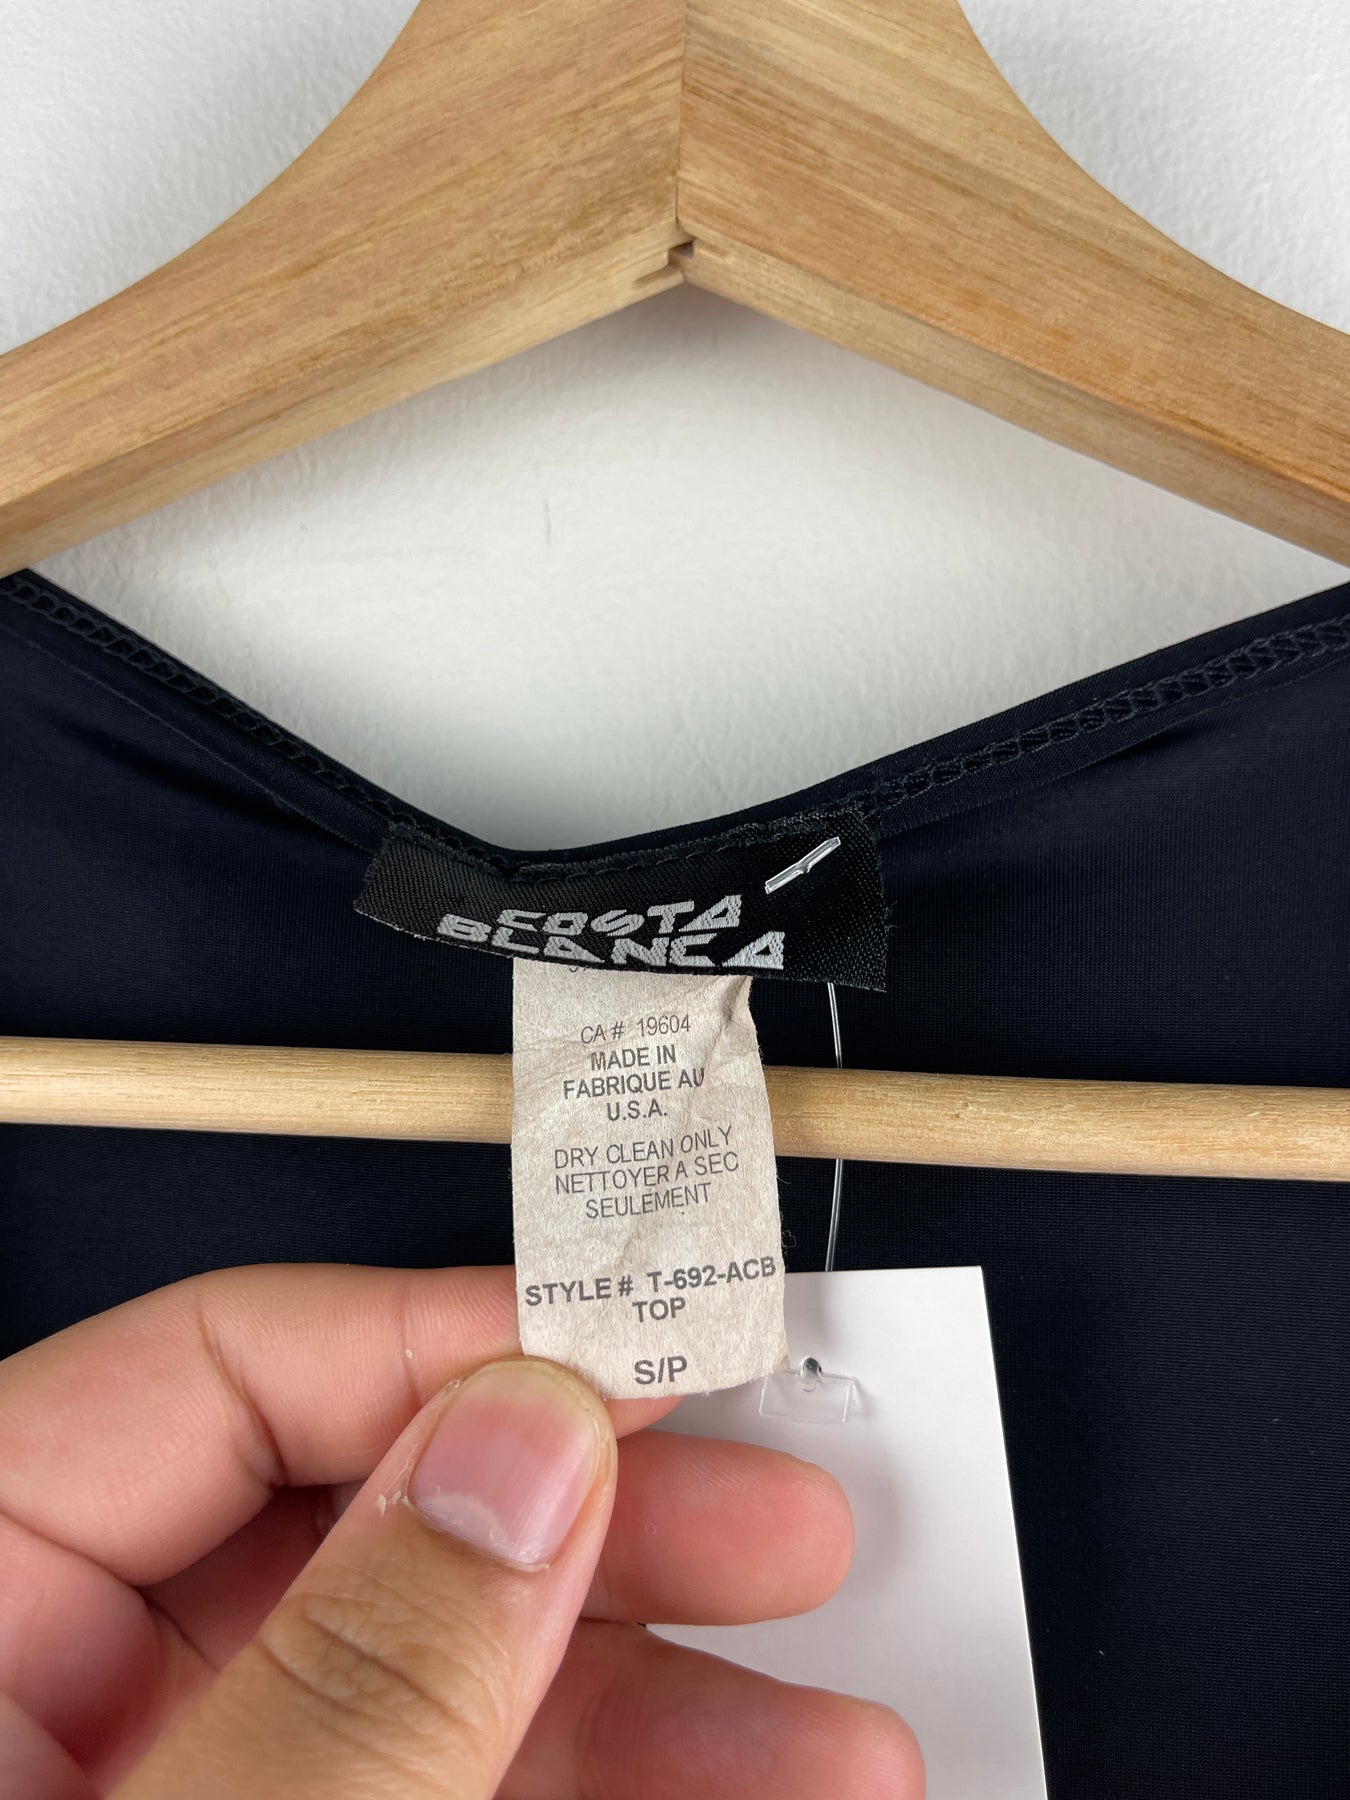 COSTA
BLANCA
CA # 19604
MADE IN
FABRIQUE AU
U.S.A.
DRY CLEAN ONLY
NETTOYER A SEC
SEULEMENT
STYLE # T-692-ACB
TOP
S/P